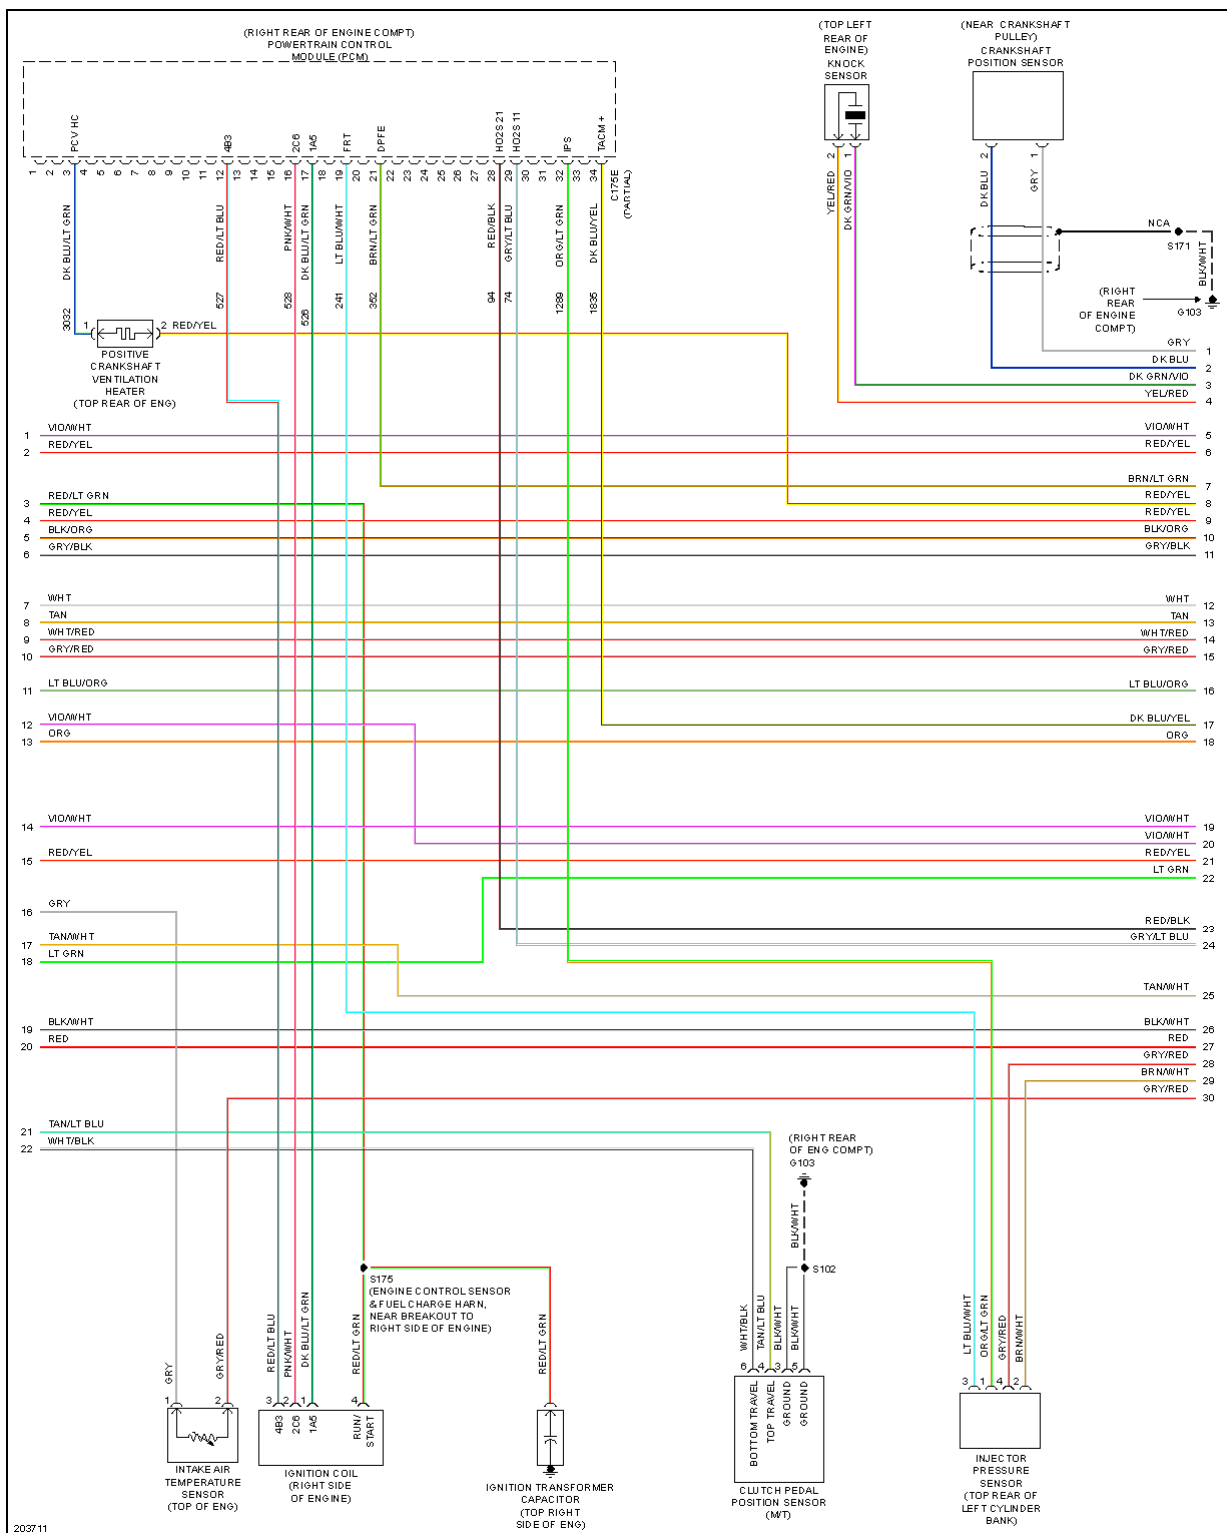 (RIGHT REAR OF ENGINE COMPT)
POWERTRAIN CONTROL
MODULE (PCM)
(TOP LEFT
REAR OF
ENGINE)
KNOCK
SENSOR
(NEAR CRANKSHAFT
PULLEY)
CRANKSHAFT
POSITION SENSOR
PCV HC
4B3
2C6
1A5
FRT
DPFE
HO2S 21
HO2S 11
IPS
TACM +
1 2 3 4 5 6 7 8 9 10 11 12 13 14 15 16 17 18 19 20 21 22 23 24 25 26 27 28 29 30 31 32 33 34
C175E
(PARTIAL)
2 1
2 1
DK BLU/LT GRN
RED/LT BLU
PNK/WHT
DK BLU/LT GRN
LT BLU/WHT
BRN/LT GRN
RED/BLK
GRY/LT BLU
ORG/LT GRN
DK BLU/YEL
YEL/RED
DK GRN/VIO
DK BLU
GRY
3032
527
528
526
241
352
94
74
1289
1835
NCA
S171
BLK/WHT
(RIGHT
REAR
OF ENGINE
COMPT)
G103
1 2 RED/YEL
POSITIVE
CRANKSHAFT
VENTILATION
HEATER
(TOP REAR OF ENG)
GRY 1
DK BLU 2
DK GRN/VIO 3
YEL/RED 4
1 VIO/WHT VIO/WHT 5
2 RED/YEL RED/YEL 6
BRN/LT GRN 7
3 RED/LT GRN RED/YEL 8
4 RED/YEL RED/YEL 9
5 BLK/ORG BLK/ORG 10
6 GRY/BLK GRY/BLK 11
7 WHT WHT 12
8 TAN TAN 13
9 WHT/RED WHT/RED 14
10 GRY/RED GRY/RED 15
11 LT BLU/ORG LT BLU/ORG 16
12 VIO/WHT DK BLU/YEL 17
13 ORG ORG 18
14 VIO/WHT VIO/WHT 19
VIO/WHT 20
15 RED/YEL RED/YEL 21
LT GRN 22
16 GRY
RED/BLK 23
17 TAN/WHT GRY/LT BLU 24
18 LT GRN
TAN/WHT 25
19 BLK/WHT BLK/WHT 26
20 RED RED 27
GRY/RED 28
BRN/WHT 29
GRY/RED 30
21 TAN/LT BLU
22 WHT/BLK
(RIGHT REAR
OF ENG COMPT)
G103
BLK/WHT
S102
S175
(ENGINE CONTROL SENSOR
& FUEL CHARGE HARN,
NEAR BREAKOUT TO
RIGHT SIDE OF ENGINE)
GRY
GRY/RED
RED/LT BLU
PNK/WHT
DK BLU/LT GRN
RED/LT GRN
RED/LT GRN
WHT/BLK
TAN/LT BLU
BLK/WHT
BLK/WHT
LT BLU/WHT
ORG/LT GRN
GRY/RED
BRN/WHT
1 2
3 2 1 4
6 4 3 5
3 1 4 2
4B3
2C6
1A5
RUN/
START
BOTTOM TRAVEL
TOP TRAVEL
GROUND
GROUND
INTAKE AIR
TEMPERATURE
SENSOR
(TOP OF ENG)
IGNITION COIL
(RIGHT SIDE
OF ENGINE)
IGNITION TRANSFORMER
CAPACITOR
(TOP RIGHT
SIDE OF ENG)
CLUTCH PEDAL
POSITION SENSOR
(M/T)
INJECTOR
PRESSURE
SENSOR
(TOP REAR OF
LEFT CYLINDER
BANK)
203711